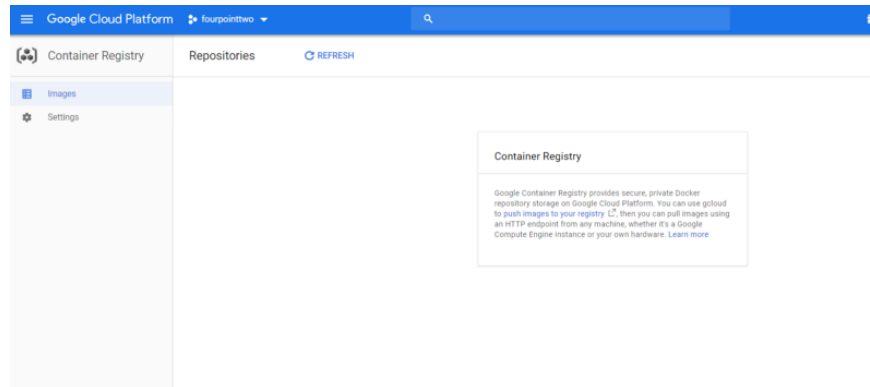 Google Cloud Platform
fourpointtwo
Container Registry
Repositories
REFRESH
Images
Settings
Container Registry
Google Container Registry provides secure, private Docker
repository storage on Google Cloud Platform. You can use gcloud
to push images to your registry, then you can pull images using
an HTTP endpoint from any machine, whether it's a Google
Compute Engine instance or your own hardware. Learn more